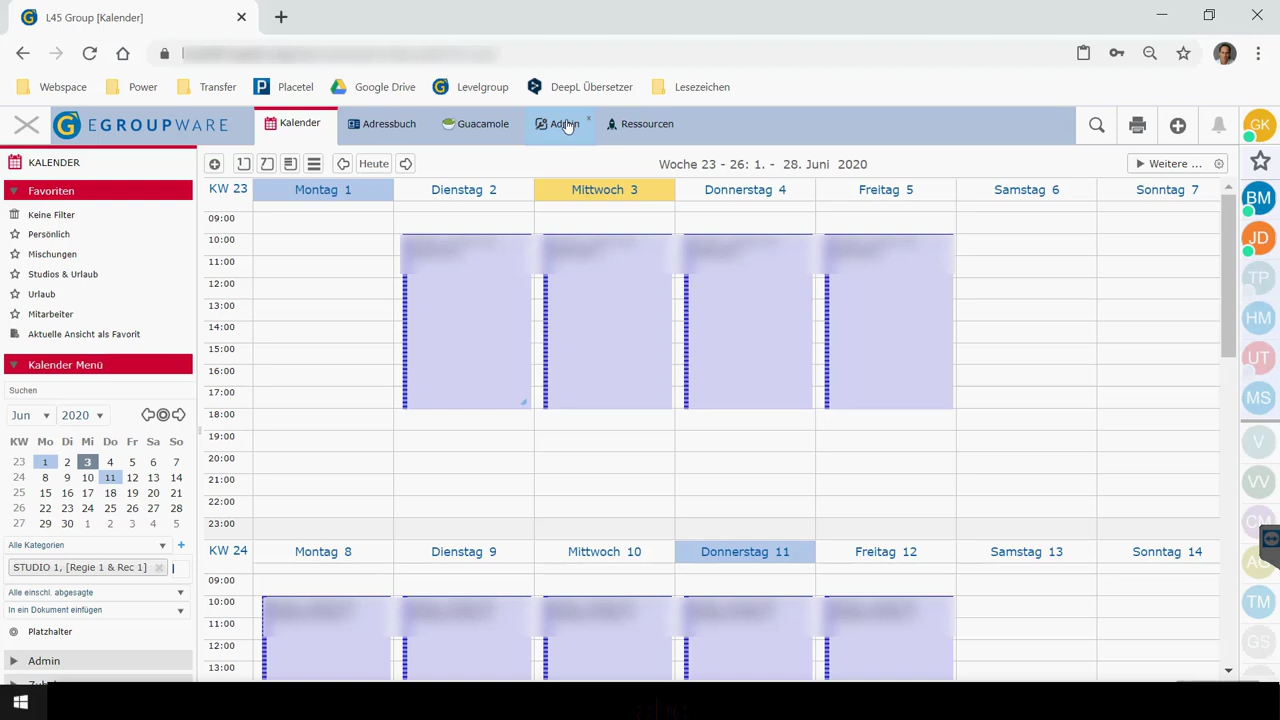 L45 Group [Kalender]
Webspace
Power
Transfer
Placetel
Google Drive
Levelgroup
DeepL Übersetzer
Lesezeichen
EGROUPWARE
Kalender
Adressbuch
Guacamole
Admin
Ressourcen
GK
KALENDER
Heute
Woche 23 - 26: 1. - 28. Juni 2020
Weitere ...
Favoriten
Keine Filter
Persönlich
Mischungen
Studios & Urlaub
Urlaub
Mitarbeiter
Aktuelle Ansicht als Favorit
Kalender Menü
Suchen
Jun 2020
KW Mo Di Mi Do Fr Sa So
23 1 2 3 4 5 6 7
24 8 9 10 11 12 13 14
25 15 16 17 18 19 20 21
26 22 23 24 25 26 27 28
27 29 30 1 2 3 4 5
Alle Kategorien
STUDIO 1, [Regie 1 & Rec 1]
Alle einschl. abgesagte
In ein Dokument einfügen
Platzhalter
Admin
KW 23 Montag 1 Dienstag 2 Mittwoch 3 Donnerstag 4 Freitag 5 Samstag 6 Sonntag 7
09:00
10:00
11:00
12:00
13:00
14:00
15:00
16:00
17:00
18:00
19:00
20:00
21:00
22:00
23:00
KW 24 Montag 8 Dienstag 9 Mittwoch 10 Donnerstag 11 Freitag 12 Samstag 13 Sonntag 14
09:00
10:00
11:00
12:00
13:00
BM
JD
TP
HM
UT
MS
V
VV
CM
AG
TM
GS